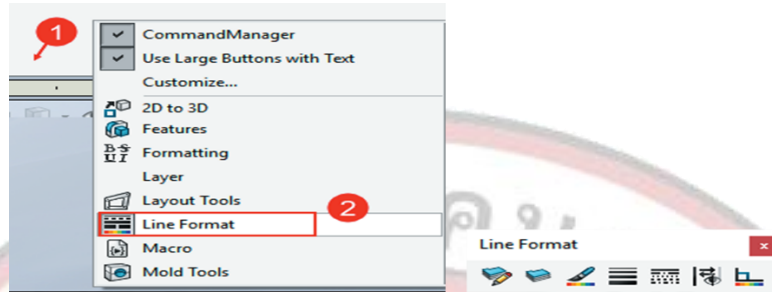 1
CommandManager
Use Large Buttons with Text
Customize...
2D to 3D
Features
Formatting
Layer
Layout Tools
2
Line Format
Macro
Mold Tools
Line Format